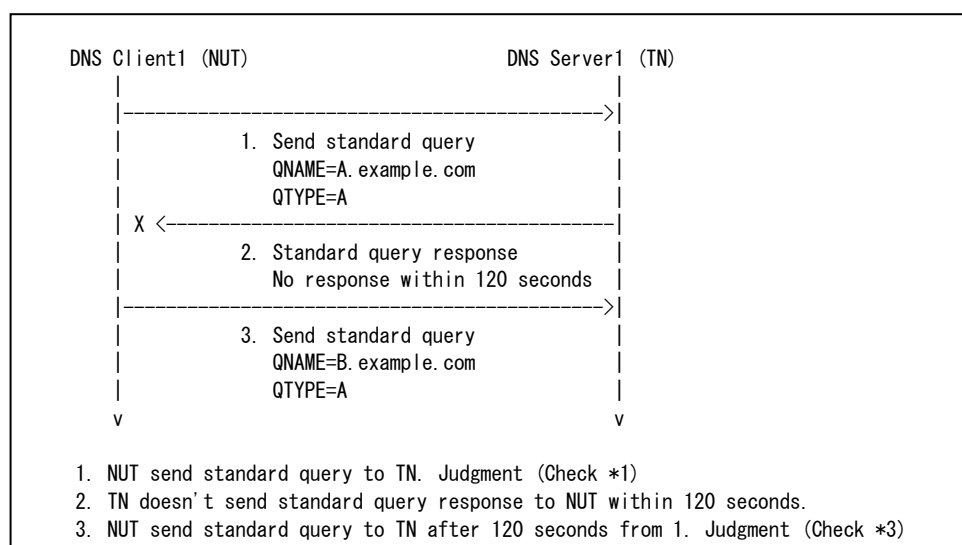 DNS Client1 (NUT)                         DNS Server1 (TN)
|                                              |
|--------------------------------------------->|
|           1. Send standard query             |
|              QNAME=A.example.com             |
|              QTYPE=A                         |
| X <------------------------------------------|
|           2. Standard query response         |
|              No response within 120 seconds  |
|--------------------------------------------->|
|           3. Send standard query             |
|              QNAME=B.example.com             |
|              QTYPE=A                         |
v                                              v
1. NUT send standard query to TN. Judgment (Check *1)
2. TN doesn't send standard query response to NUT within 120 seconds.
3. NUT send standard query to TN after 120 seconds from 1. Judgment (Check *3)